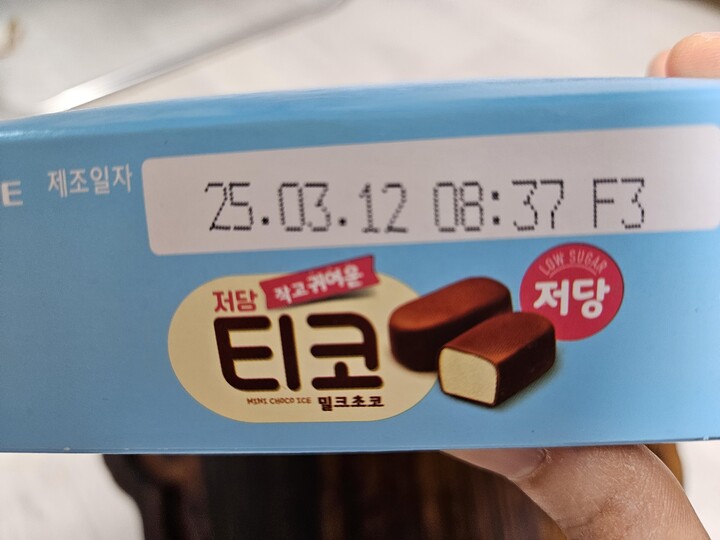 E 제조일자 25.03.12 08:37 F3
저당 작고귀여운
티코
MINI CHOCO ICE 밀크초코
LOW SUGAR
저당